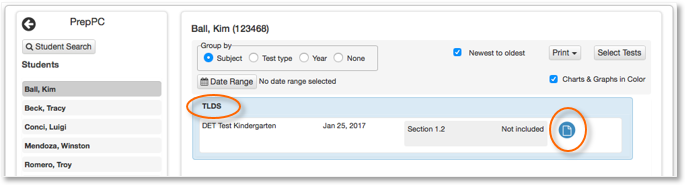 PrepPC
Student Search
Students
Ball, Kim
Beck, Tracy
Conci, Luigi
Mendoza, Winston
Romero, Troy
Ball, Kim (123468)
Group by
Subject Test type Year None
Newest to oldest
Print
Select Tests
Date Range No date range selected
Charts & Graphs in Color
TLDS
DET Test Kindergarten Jan 25, 2017 Section 1.2 Not included